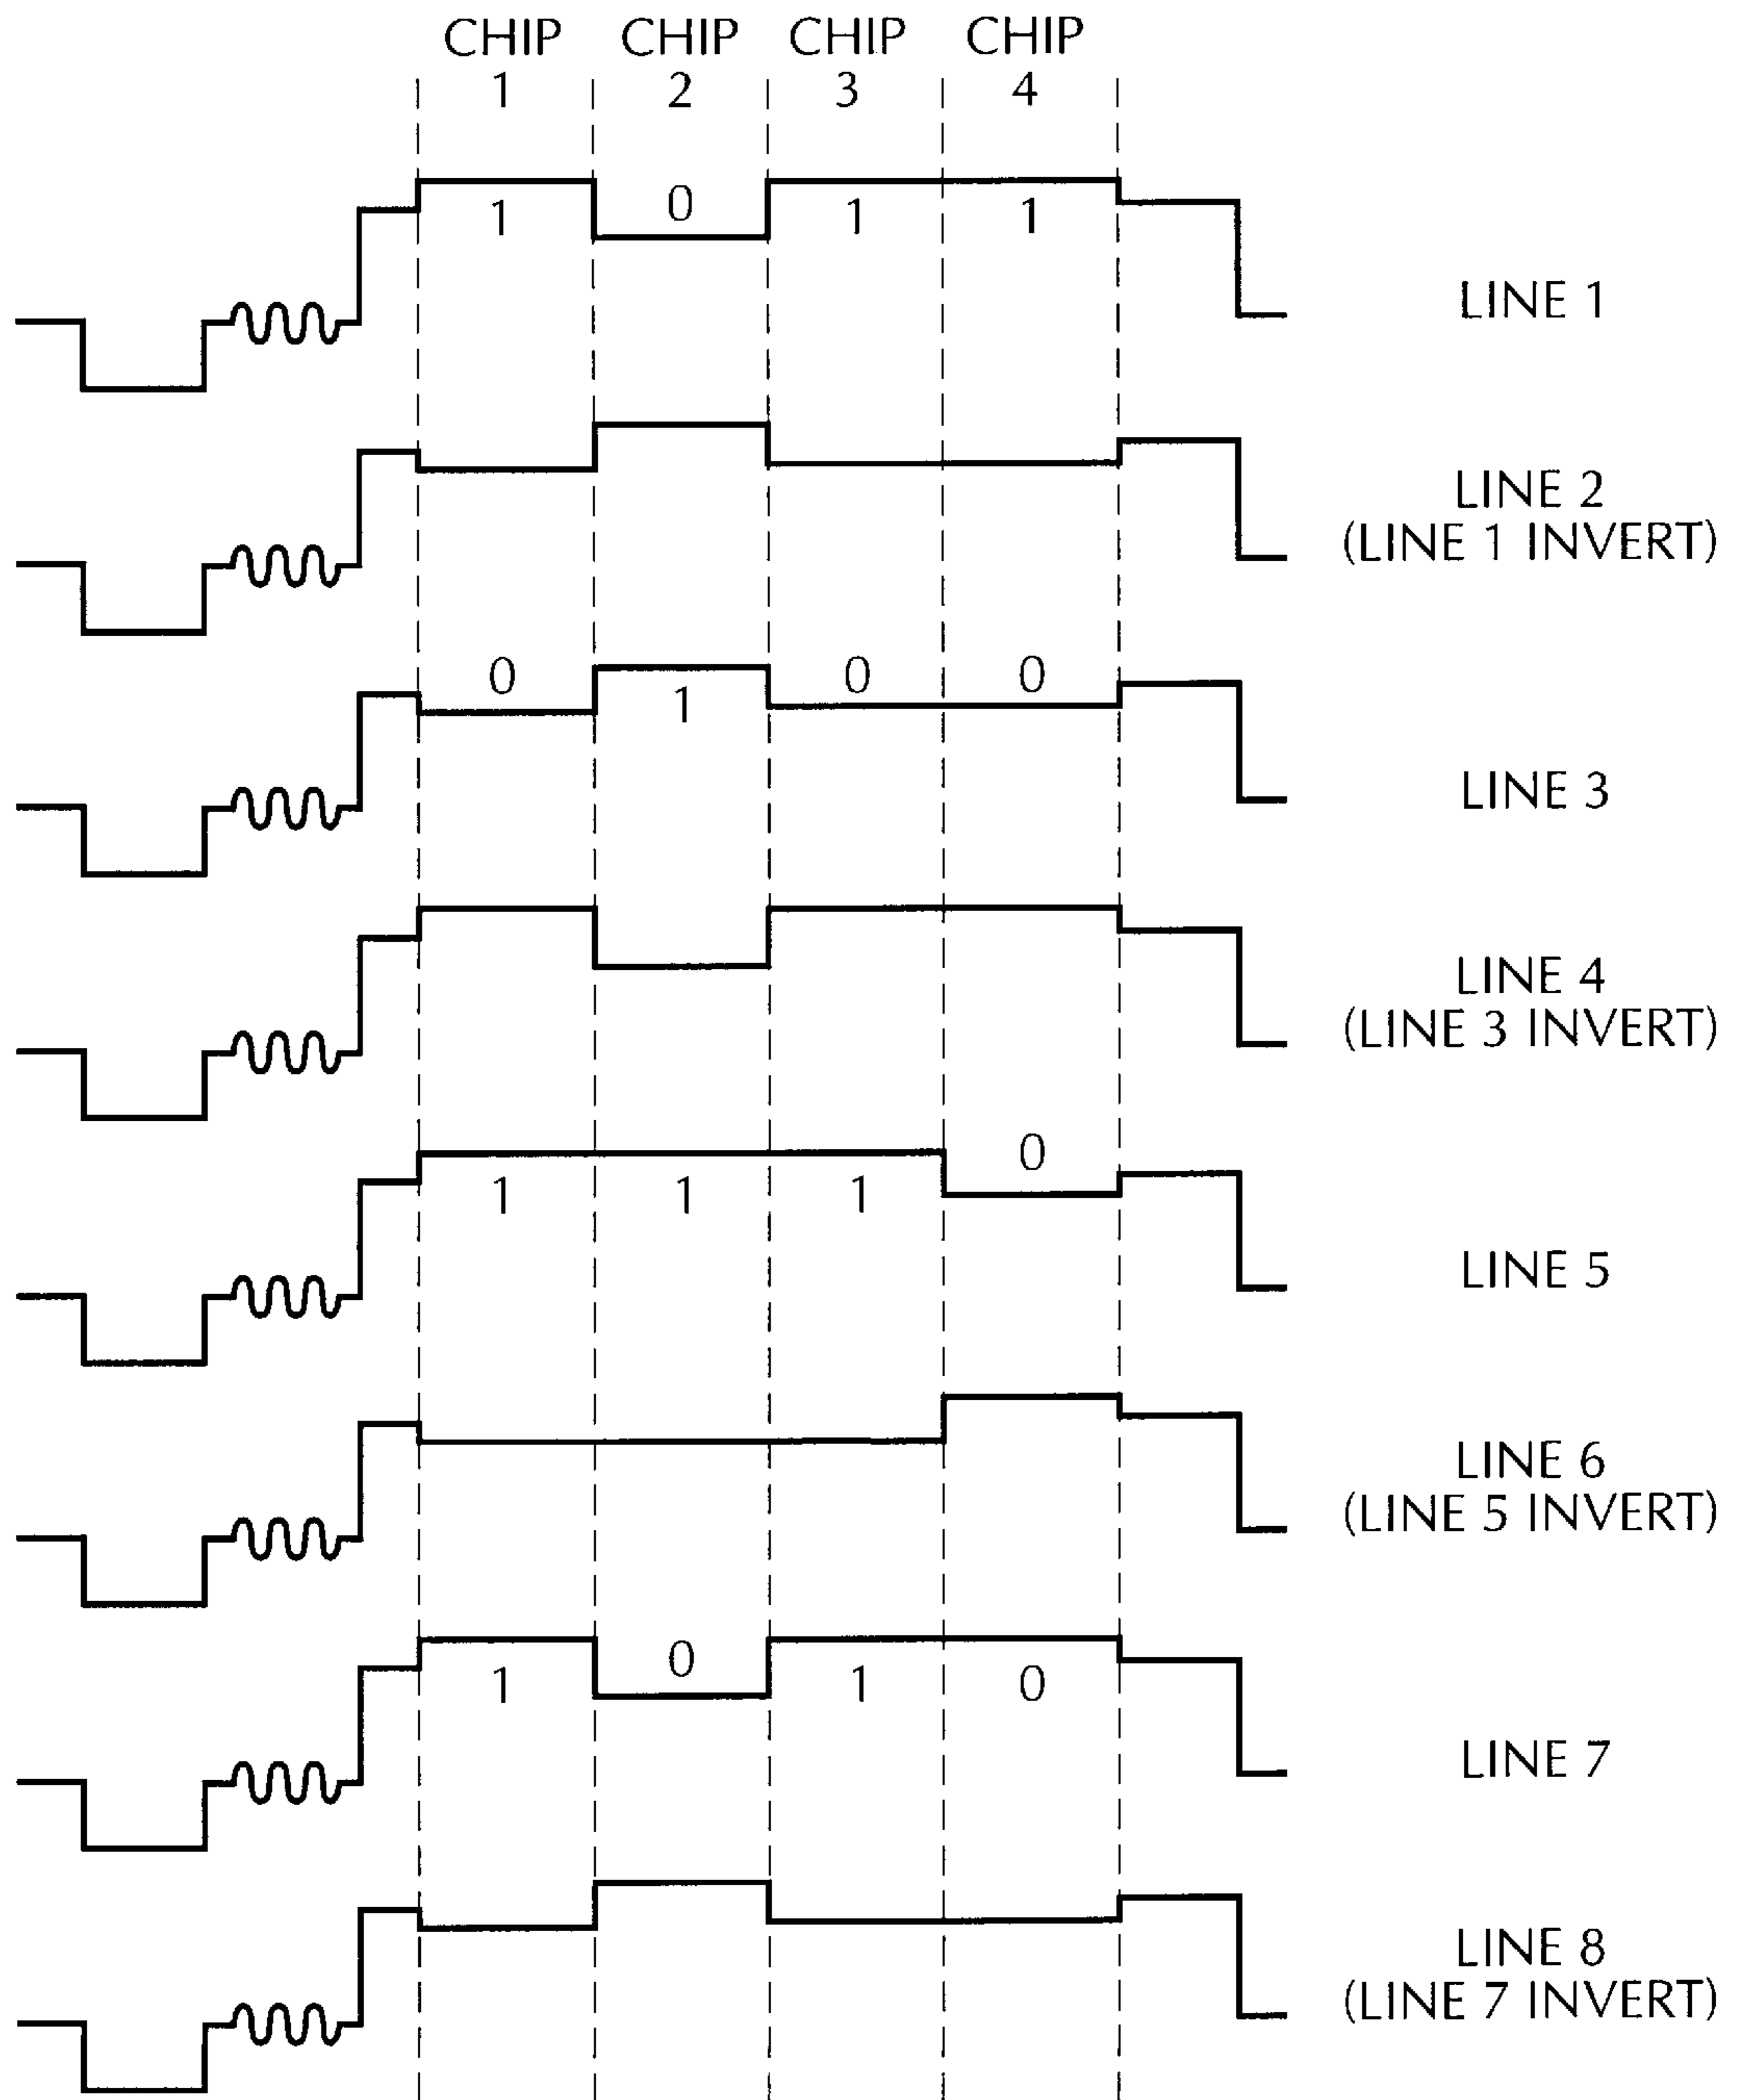 CHIP CHIP CHIP CHIP
1 2 3 4
1 0 1 1
LINE 1
LINE 2
(LINE 1 INVERT)
0 1 0 0
LINE 3
LINE 4
(LINE 3 INVERT)
1 1 1 0
LINE 5
LINE 6
(LINE 5 INVERT)
1 0 1 0
LINE 7
LINE 8
(LINE 7 INVERT)